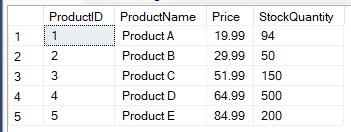 ProductID ProductName Price StockQuantity
1 1 Product A 19.99 94
2 2 Product B 29.99 50
3 3 Product C 51.99 150
4 4 Product D 64.99 500
5 5 Product E 84.99 200